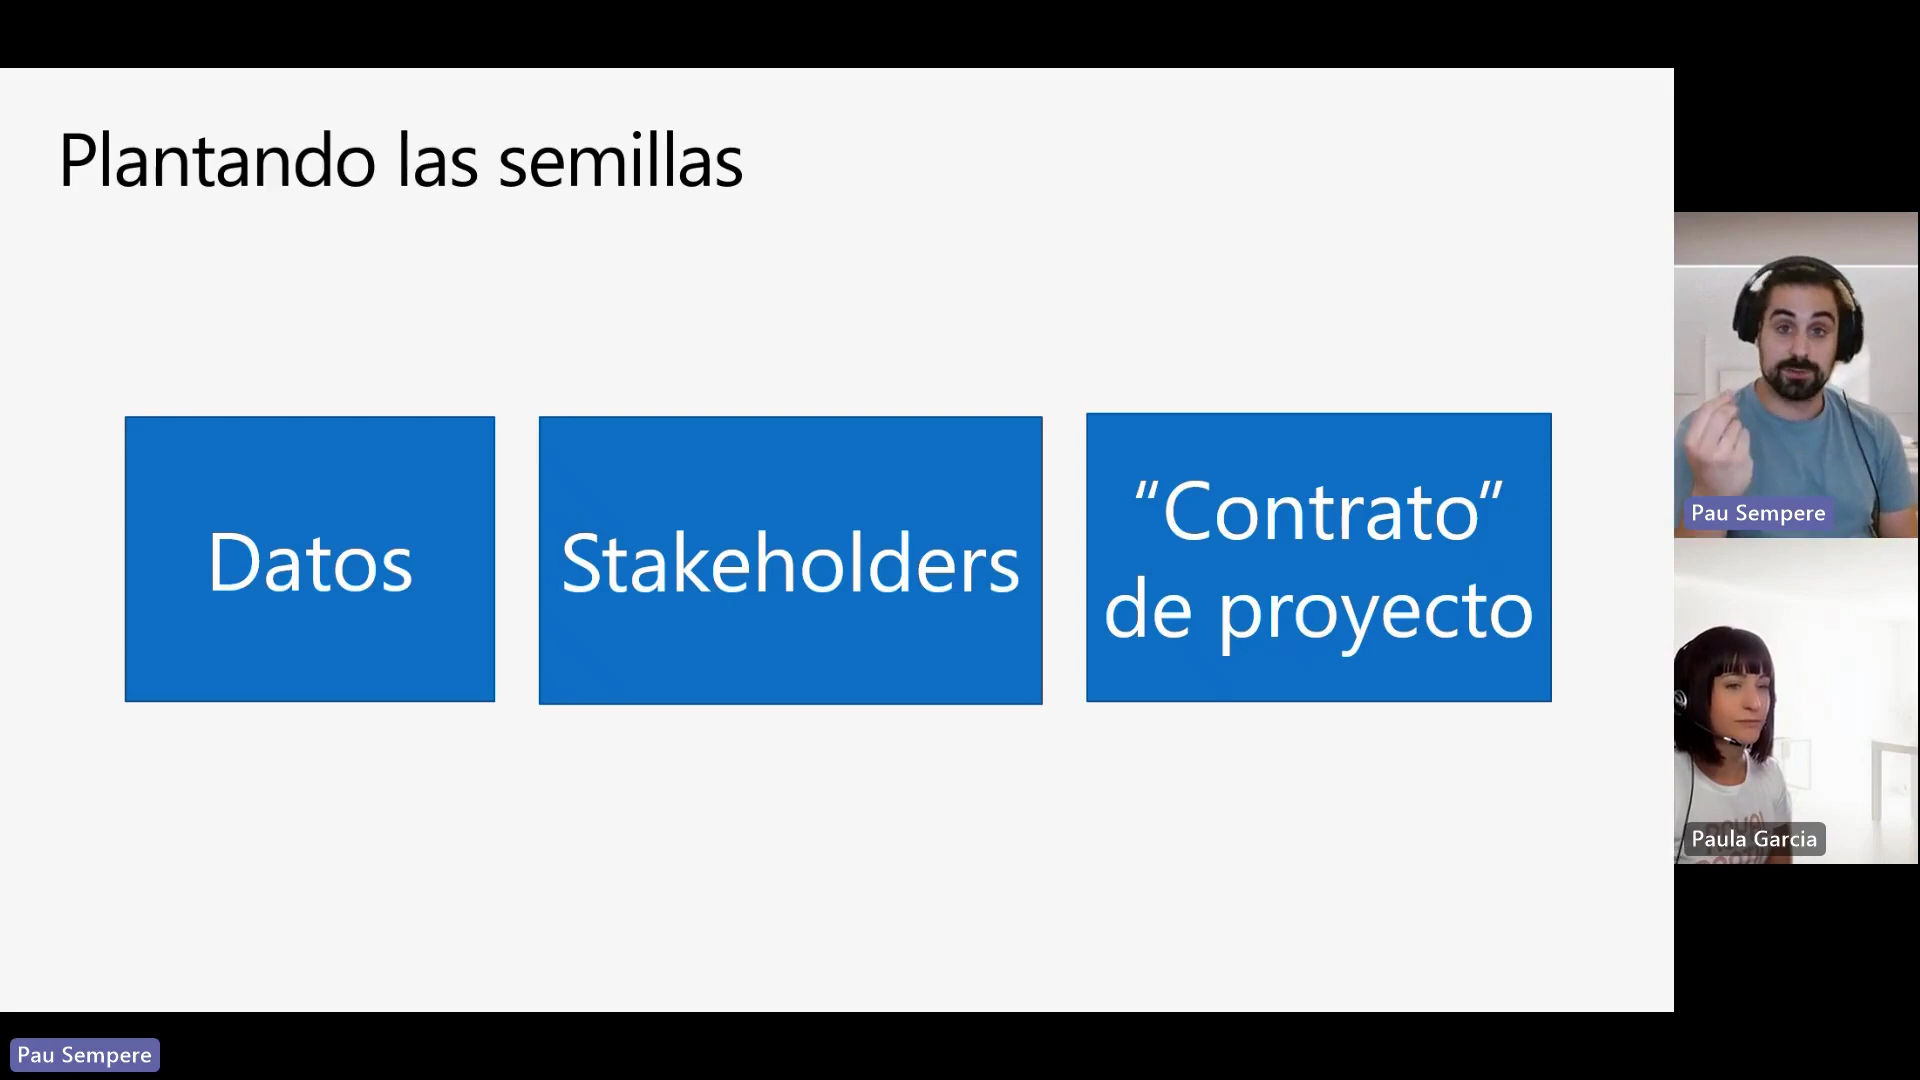 Plantando las semillas
Datos
Stakeholders
“Contrato”
de proyecto
Pau Sempere
Paula Garcia
Pau Sempere